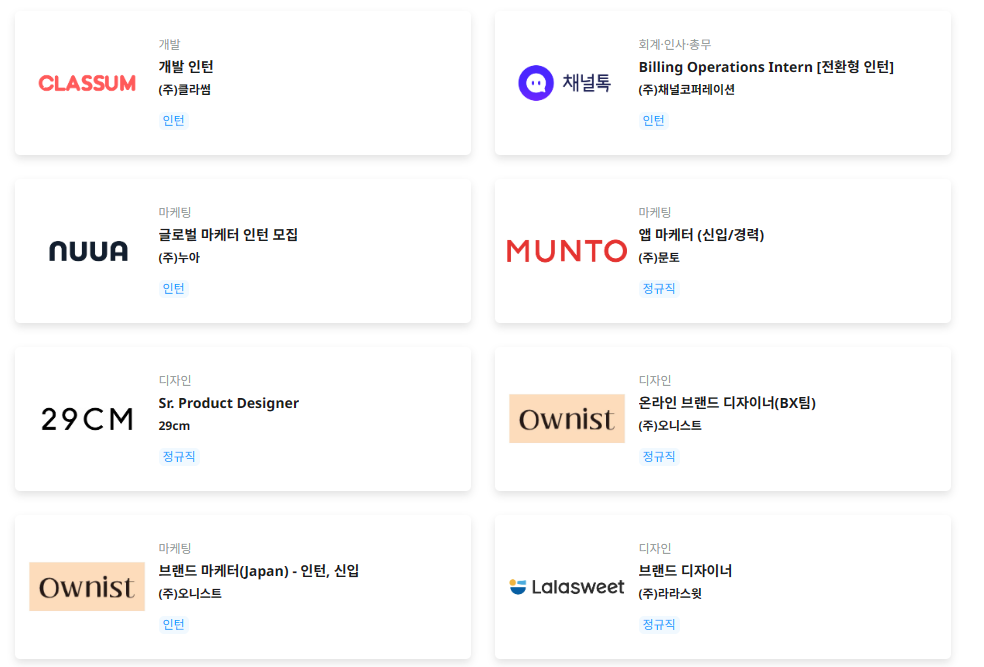 CLASSUM
개발
개발 인턴
(주)클라썸
인턴
채널톡
회계·인사·총무
Billing Operations Intern [전환형 인턴]
(주)채널코퍼레이션
인턴
NUUA
마케팅
글로벌 마케터 인턴 모집
(주)누아
인턴
MUNTO
마케팅
앱 마케터 (신입/경력)
(주)문토
정규직
29CM
디자인
Sr. Product Designer
29cm
정규직
Ownist
디자인
온라인 브랜드 디자이너(BX팀)
(주)오니스트
정규직
Ownist
마케팅
브랜드 마케터(Japan) - 인턴, 신입
(주)오니스트
인턴
Lalasweet
디자인
브랜드 디자이너
(주)라라스윗
정규직